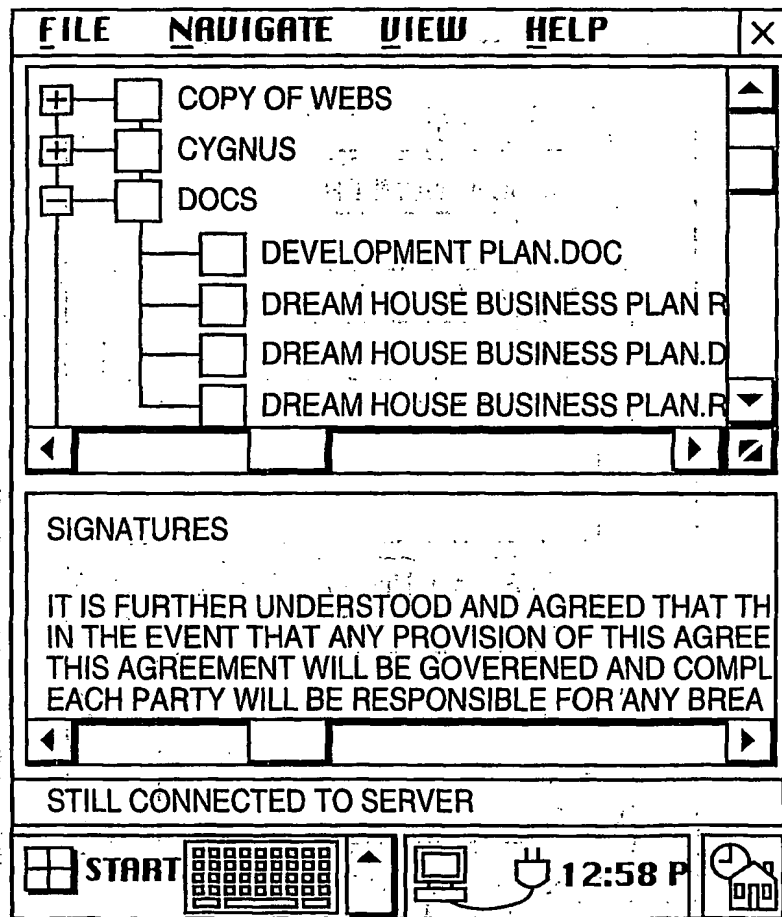 FILE NAVIGATE VIEW HELP
COPY OF WEBS
CYGNUS
DOCS
DEVELOPMENT PLAN.DOC
DREAM HOUSE BUSINESS PLAN R
DREAM HOUSE BUSINESS PLAN.D
DREAM HOUSE BUSINESS PLAN.R
SIGNATURES
IT IS FURTHER UNDERSTOOD AND AGREED THAT TH
IN THE EVENT THAT ANY PROVISION OF THIS AGREE
THIS AGREEMENT WILL BE GOVERENED AND COMPL
EACH PARTY WILL BE RESPONSIBLE FOR ANY BREA
STILL CONNECTED TO SERVER
START 12:58 P